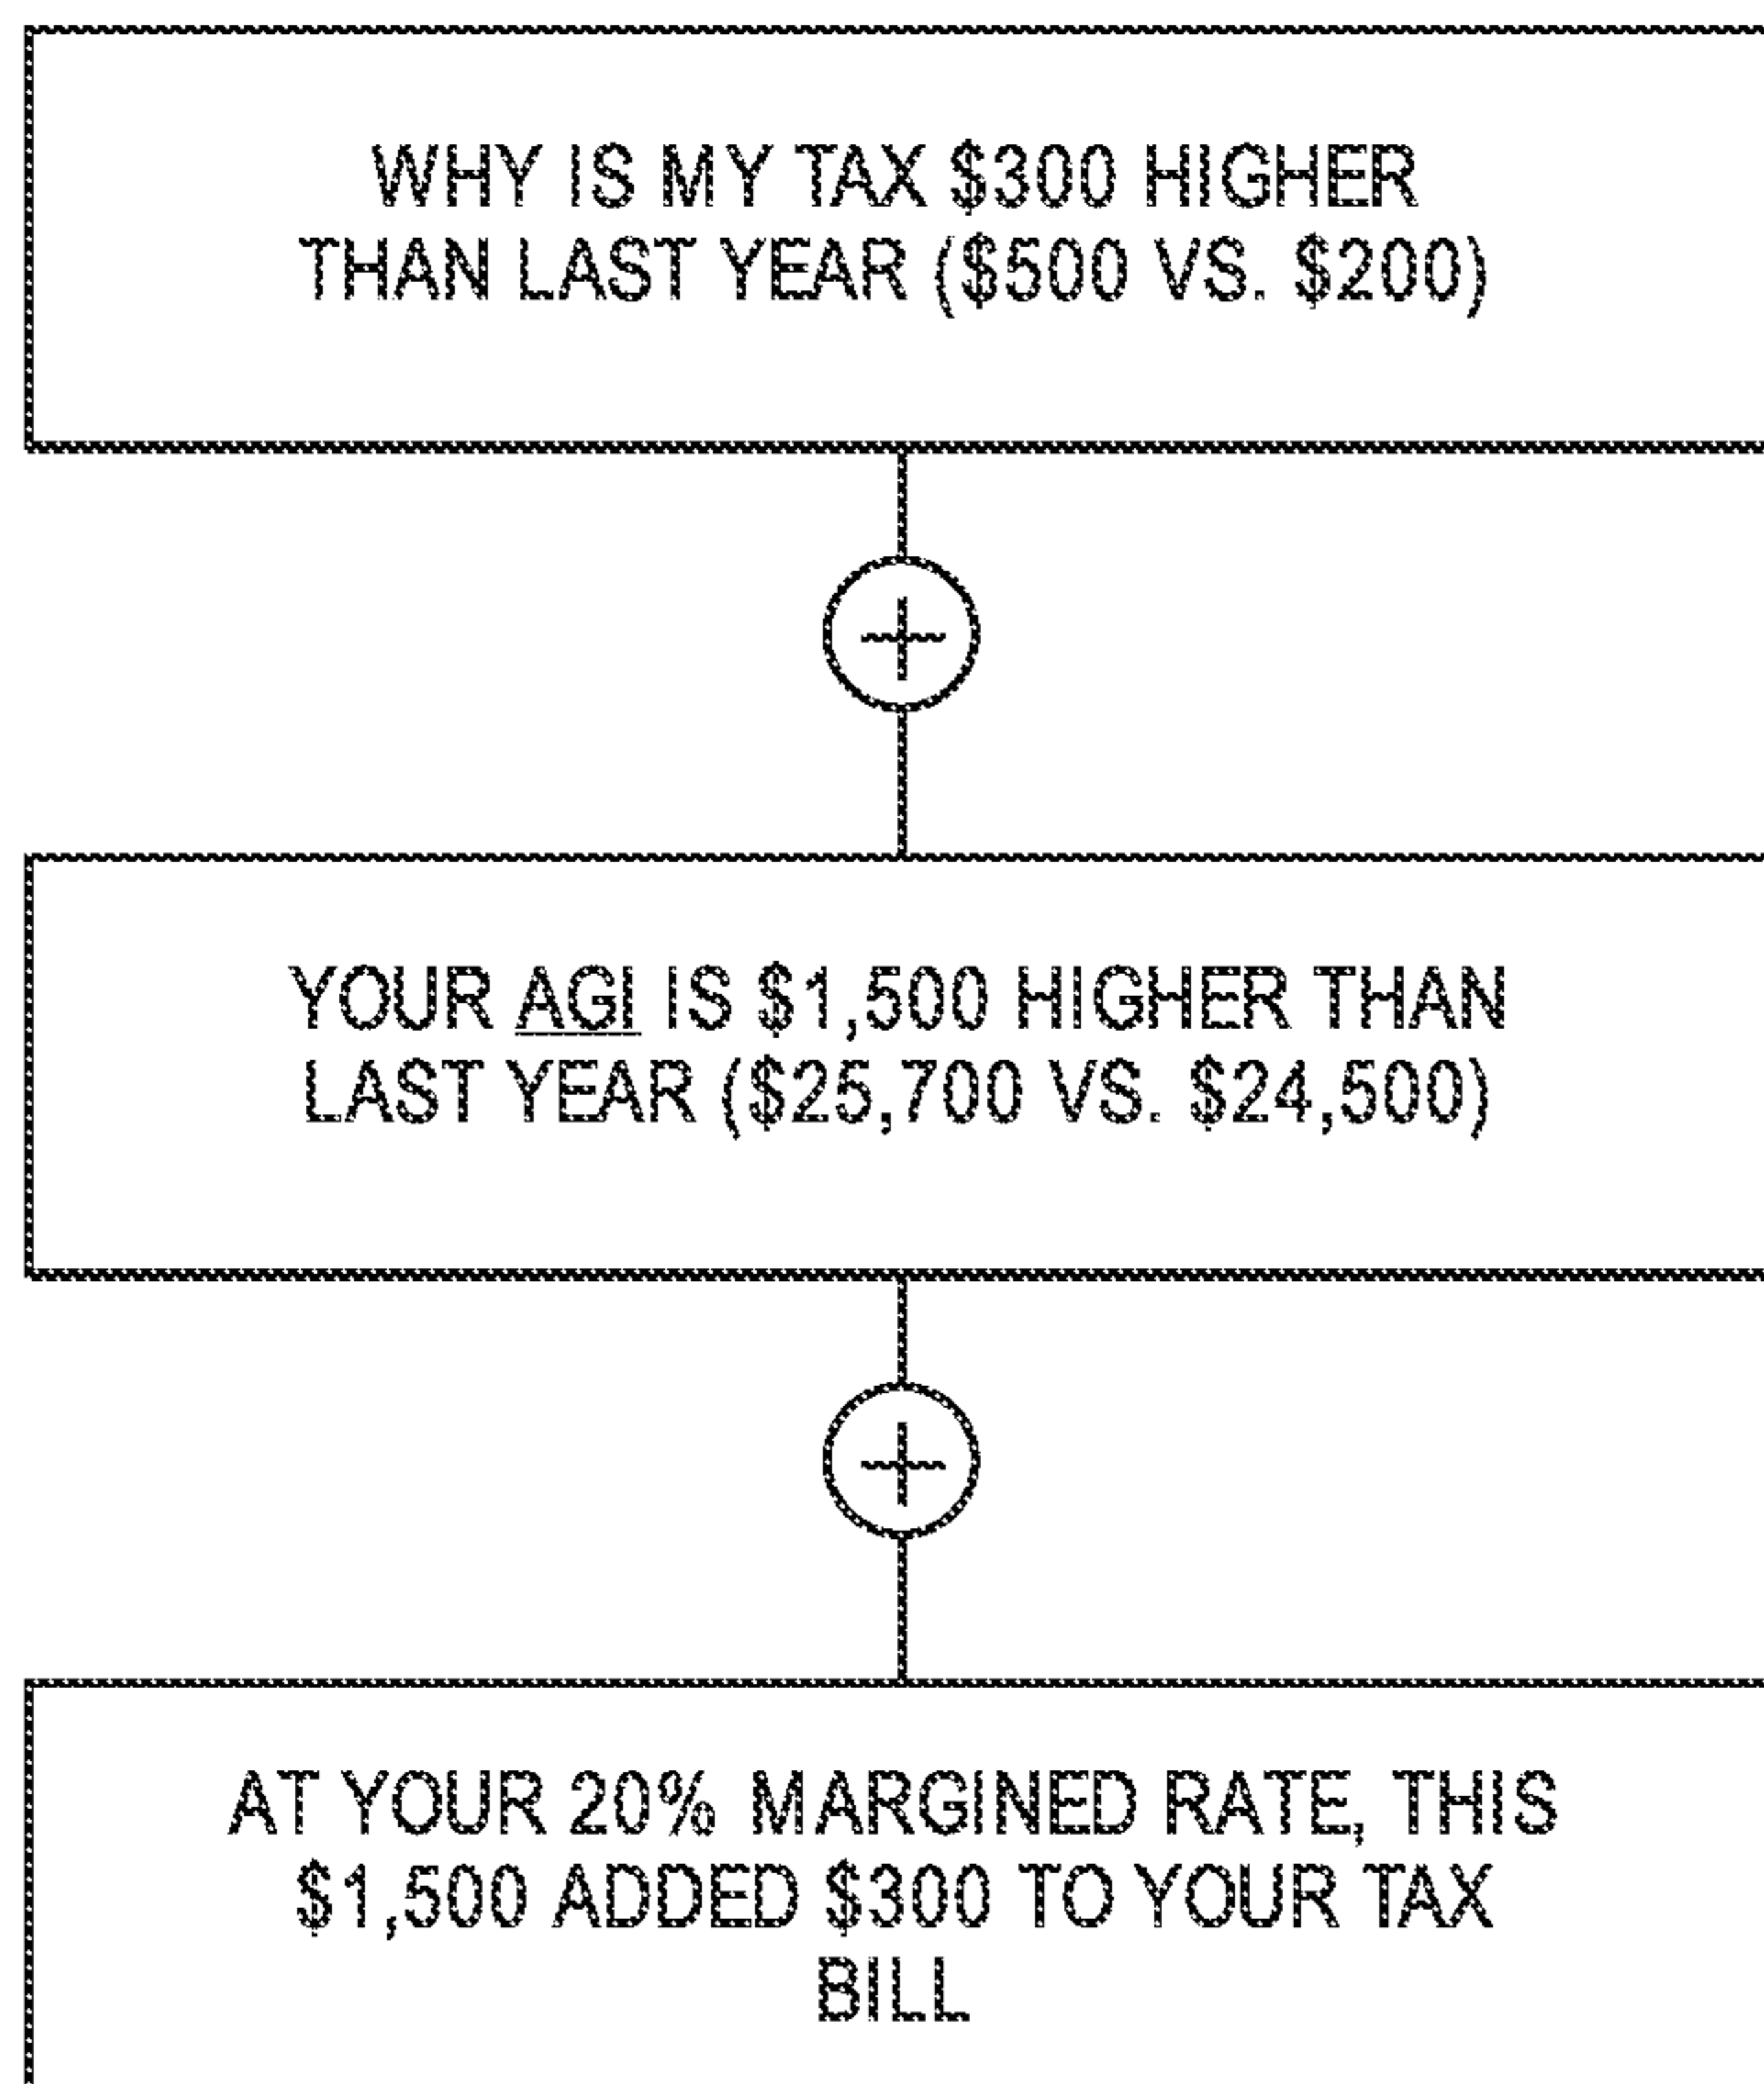 WHY IS MY TAX $300 HIGHER
THAN LAST YEAR ($500 VS. $200)
+
YOUR AGI IS $1,500 HIGHER THAN
LAST YEAR ($25,700 VS. $24,500)
+
AT YOUR 20% MARGINED RATE, THIS
$1,500 ADDED $300 TO YOUR TAX
BILL